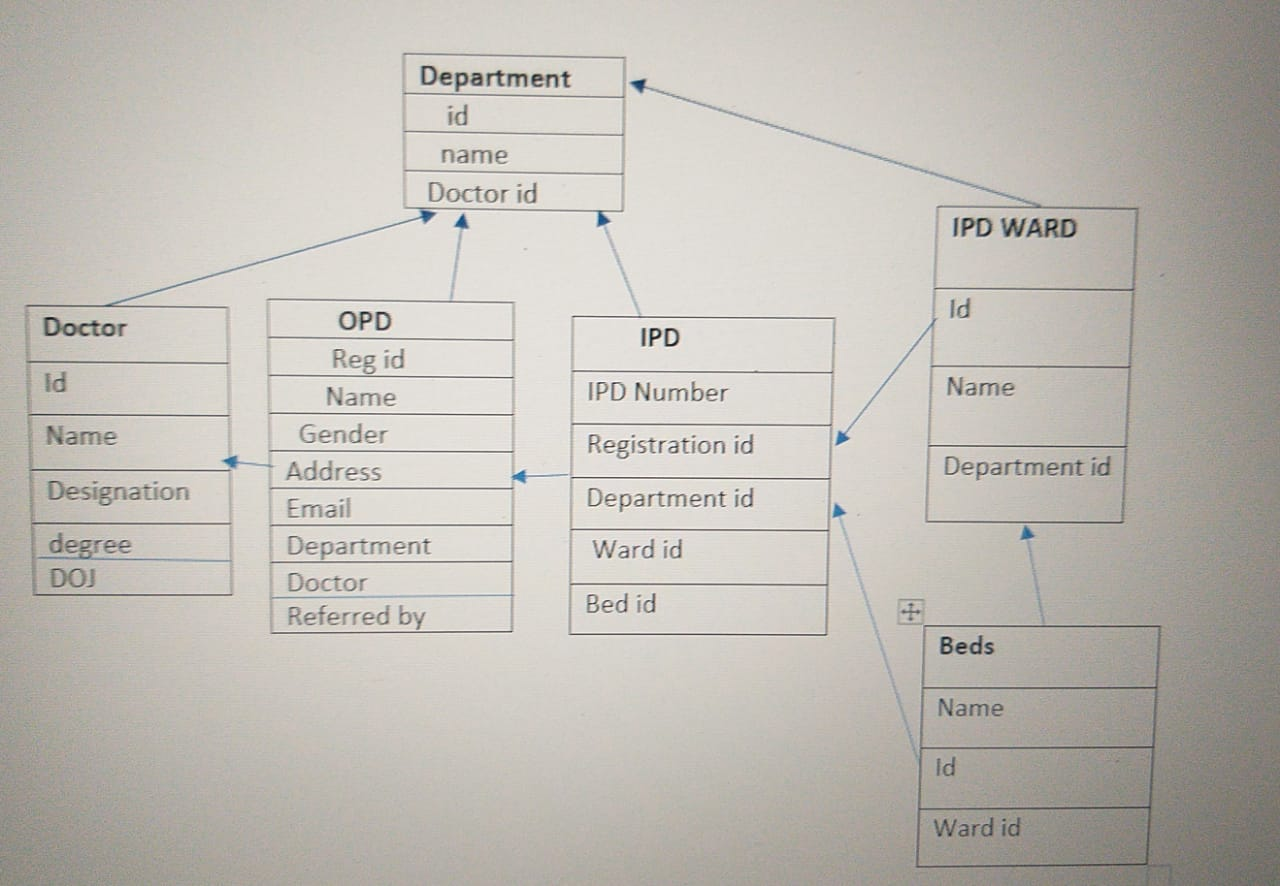 Department
id
name
Doctor id
Doctor
Id
Name
Designation
degree
DOJ
OPD
Reg id
Name
Gender
Address
Email
Department
Doctor
Referred by
IPD
IPD Number
Registration id
Department id
Ward id
Bed id
IPD WARD
Id
Name
Department id
Beds
Name
Id
Ward id